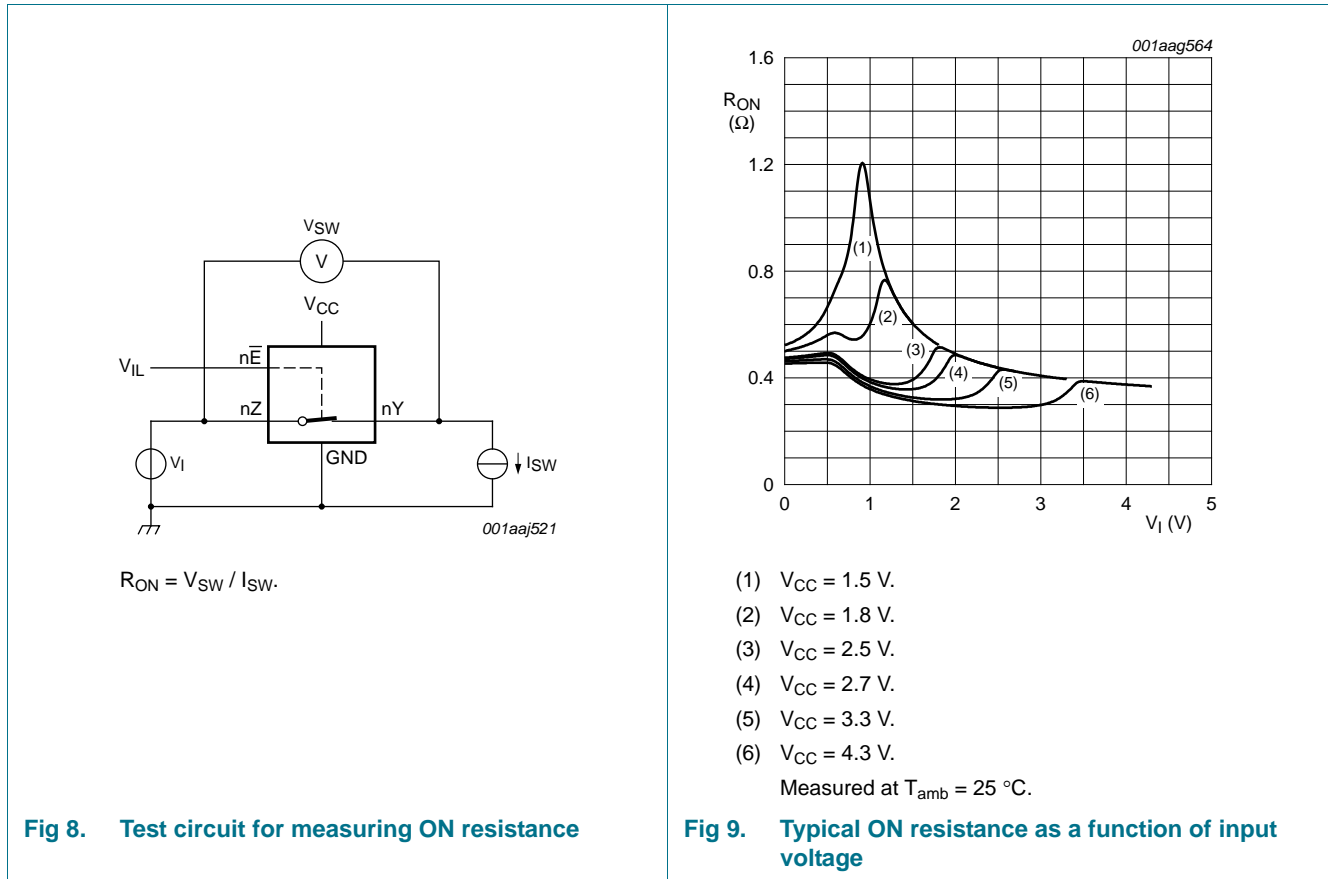 VSW
V
VCC
VIL
nE̅
nZ
nY
VI
GND
ISW
001aaj521
RON = VSW / ISW.
Fig 8. Test circuit for measuring ON resistance
001aag564
1.6
RON
(Ω)
1.2
(1)
0.8
(2)
(3)
(4)
0.4
(5)
(6)
0
0 1 2 3 4 5
VI (V)
(1) VCC = 1.5 V.
(2) VCC = 1.8 V.
(3) VCC = 2.5 V.
(4) VCC = 2.7 V.
(5) VCC = 3.3 V.
(6) VCC = 4.3 V.
Measured at Tamb = 25 °C.
Fig 9. Typical ON resistance as a function of input
voltage